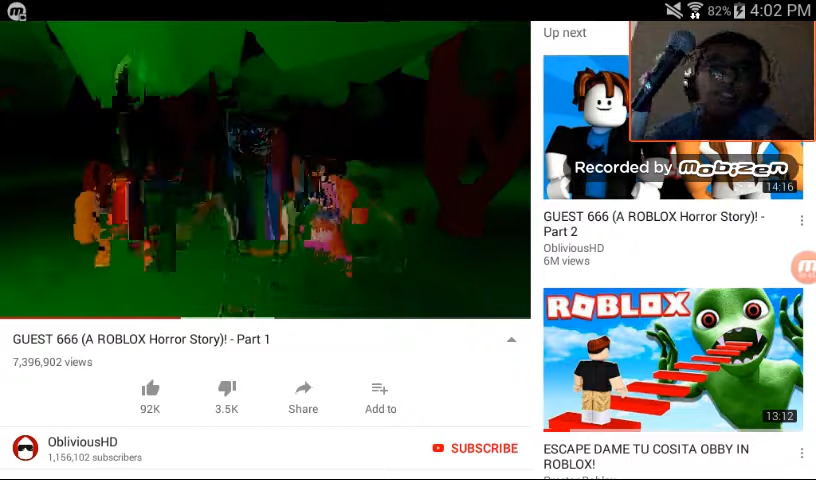 82% 4:02 PM
Up next
Recorded by mobizen
14:16
GUEST 666 (A ROBLOX Horror Story)! -
Part 2
ObliviousHD
6M views
ROBLOX
13:12
ESCAPE DAME TU COSITA OBBY IN
ROBLOX!
GUEST 666 (A ROBLOX Horror Story)! - Part 1
7,396,902 views
92K
3.5K
Share
Add to
ObliviousHD
1,156,102 subscribers
SUBSCRIBE